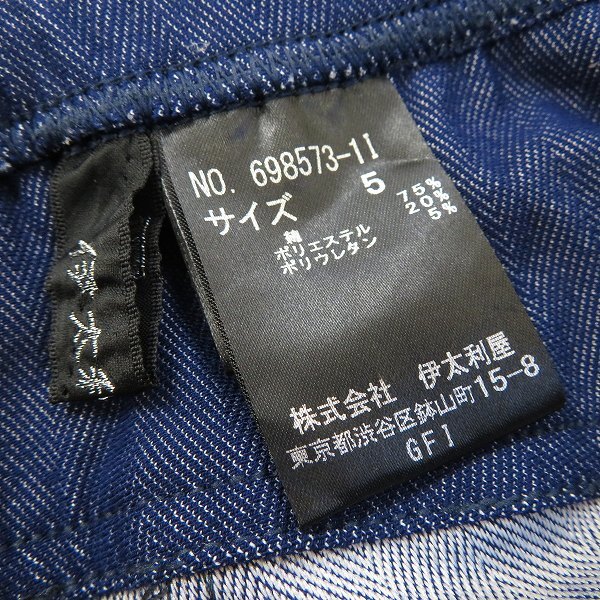 NO. 698573-1I
サイズ 5
綿 75%
ポリエステル 20%
ポリウレタン 5%
株式会社 伊太利屋
東京都渋谷区鉢山町15-8
GFI